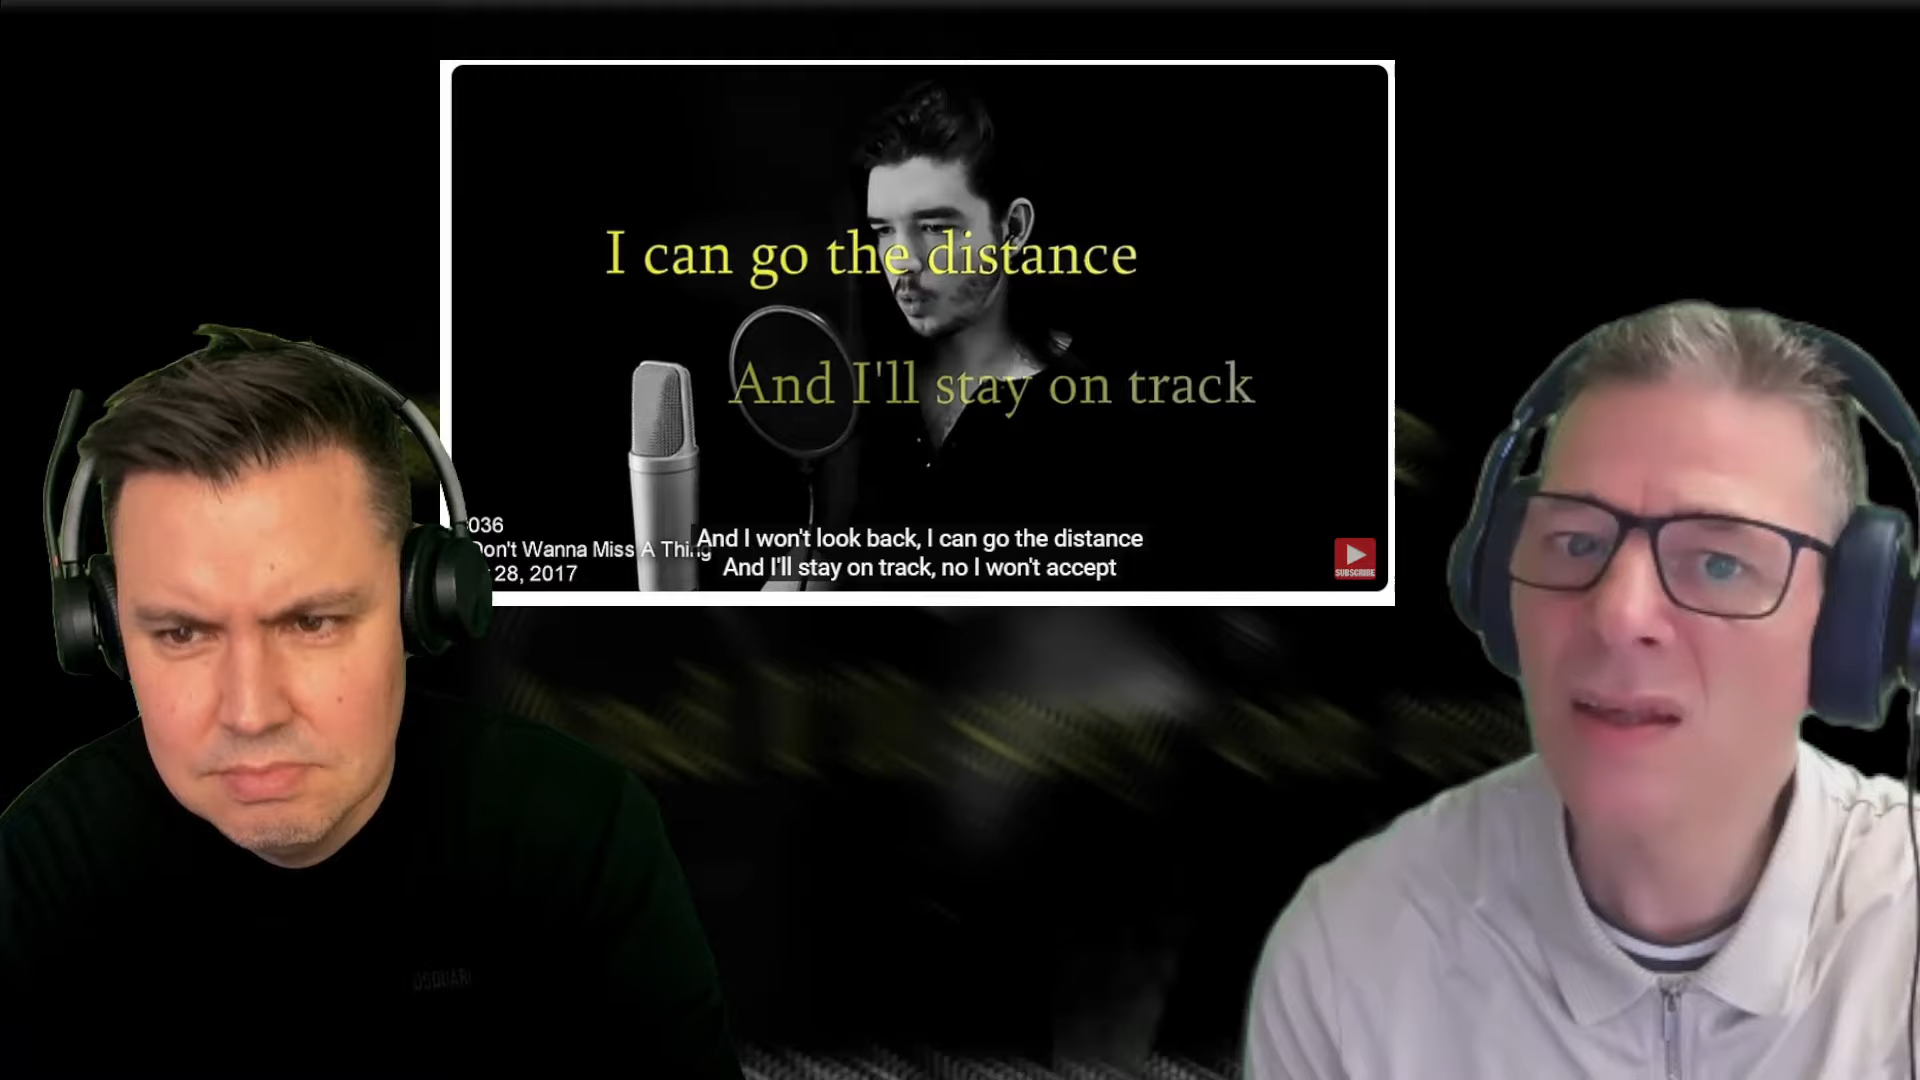 I can go the distance
And I'll stay on track
036
Don't Wanna Miss A Thing
28, 2017
And I won't look back, I can go the distance
And I'll stay on track, no I won't accept
SUBSCRIBE